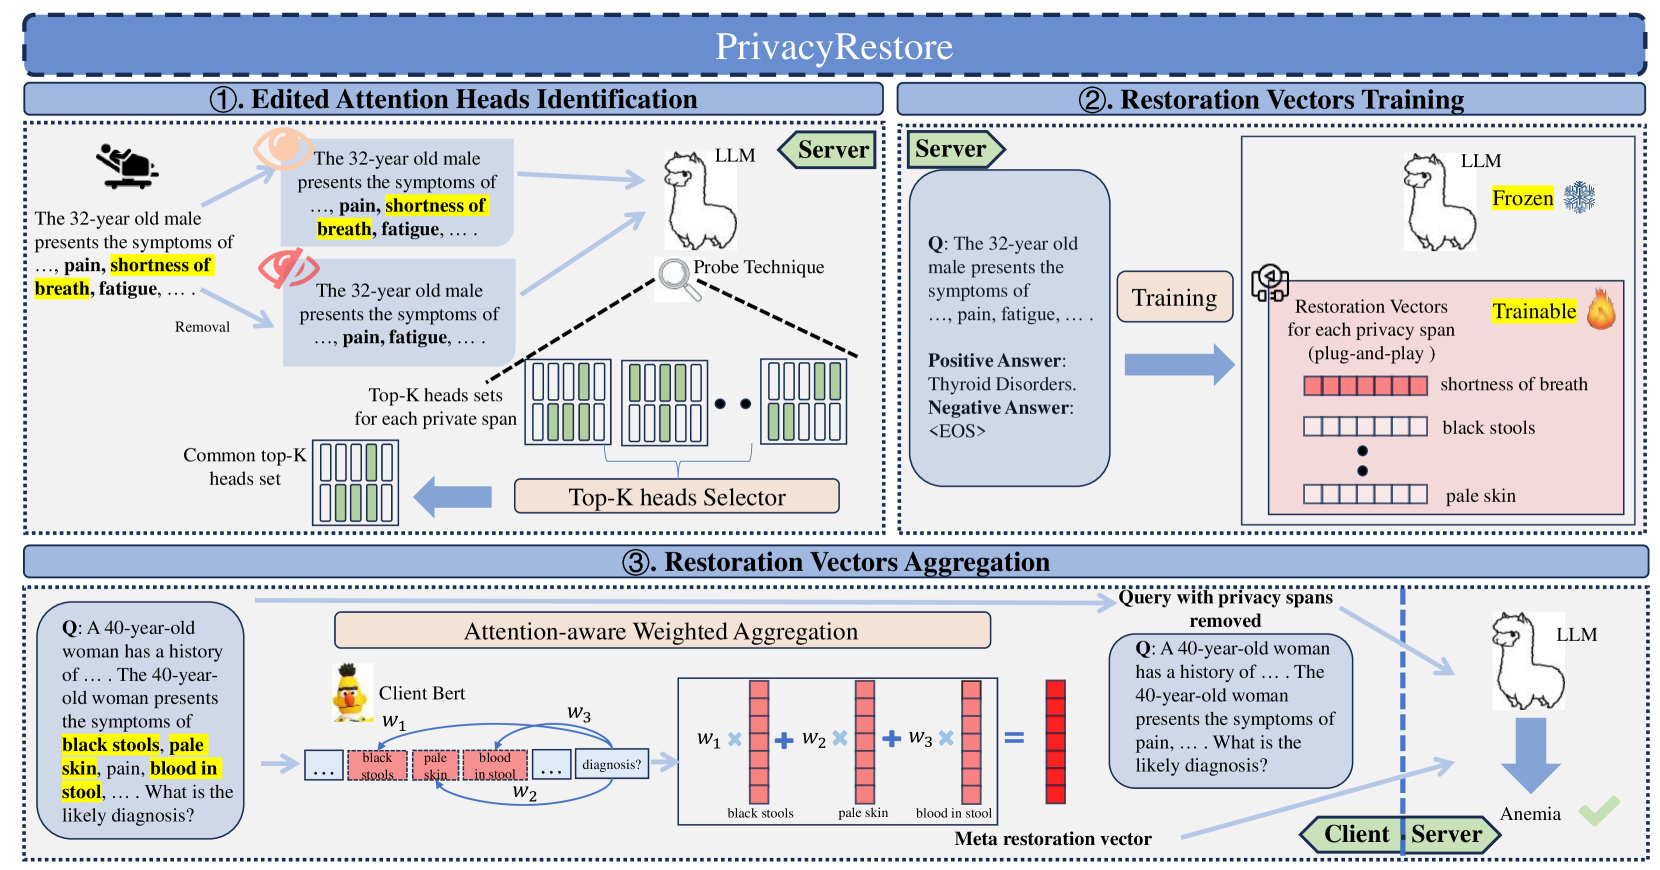 PrivacyRestore
①. Edited Attention Heads Identification
The 32-year old male
presents the symptoms of
…, pain, shortness of
breath, fatigue, … .
Removal
The 32-year old male
presents the symptoms of
…, pain, shortness of
breath, fatigue, … .
The 32-year old male
presents the symptoms of
…, pain, fatigue, … .
LLM
Server
Probe Technique
Top-K heads sets
for each private span
Common top-K
heads set
Top-K heads Selector
②. Restoration Vectors Training
Server
Q: The 32-year old
male presents the
symptoms of
…, pain, fatigue, … .
Positive Answer:
Thyroid Disorders.
Negative Answer:
<EOS>
Training
LLM
Frozen
Restoration Vectors
for each privacy span
(plug-and-play )
Trainable
shortness of breath
black stools
pale skin
③. Restoration Vectors Aggregation
Q: A 40-year-old
woman has a history
of … . The 40-year-
old woman presents
the symptoms of
black stools, pale
skin, pain, blood in
stool, … . What is the
likely diagnosis?
Attention-aware Weighted Aggregation
Client Bert
w1
w3
w2
…
black
stools
pale
skin
blood
in stool
…
diagnosis?
w1 × + w2 × + w3 × =
black stools
pale skin
blood in stool
Meta restoration vector
Query with privacy spans
removed
Q: A 40-year-old woman
has a history of … . The
40-year-old woman
presents the symptoms of
pain, … . What is the
likely diagnosis?
LLM
Anemia
Client
Server